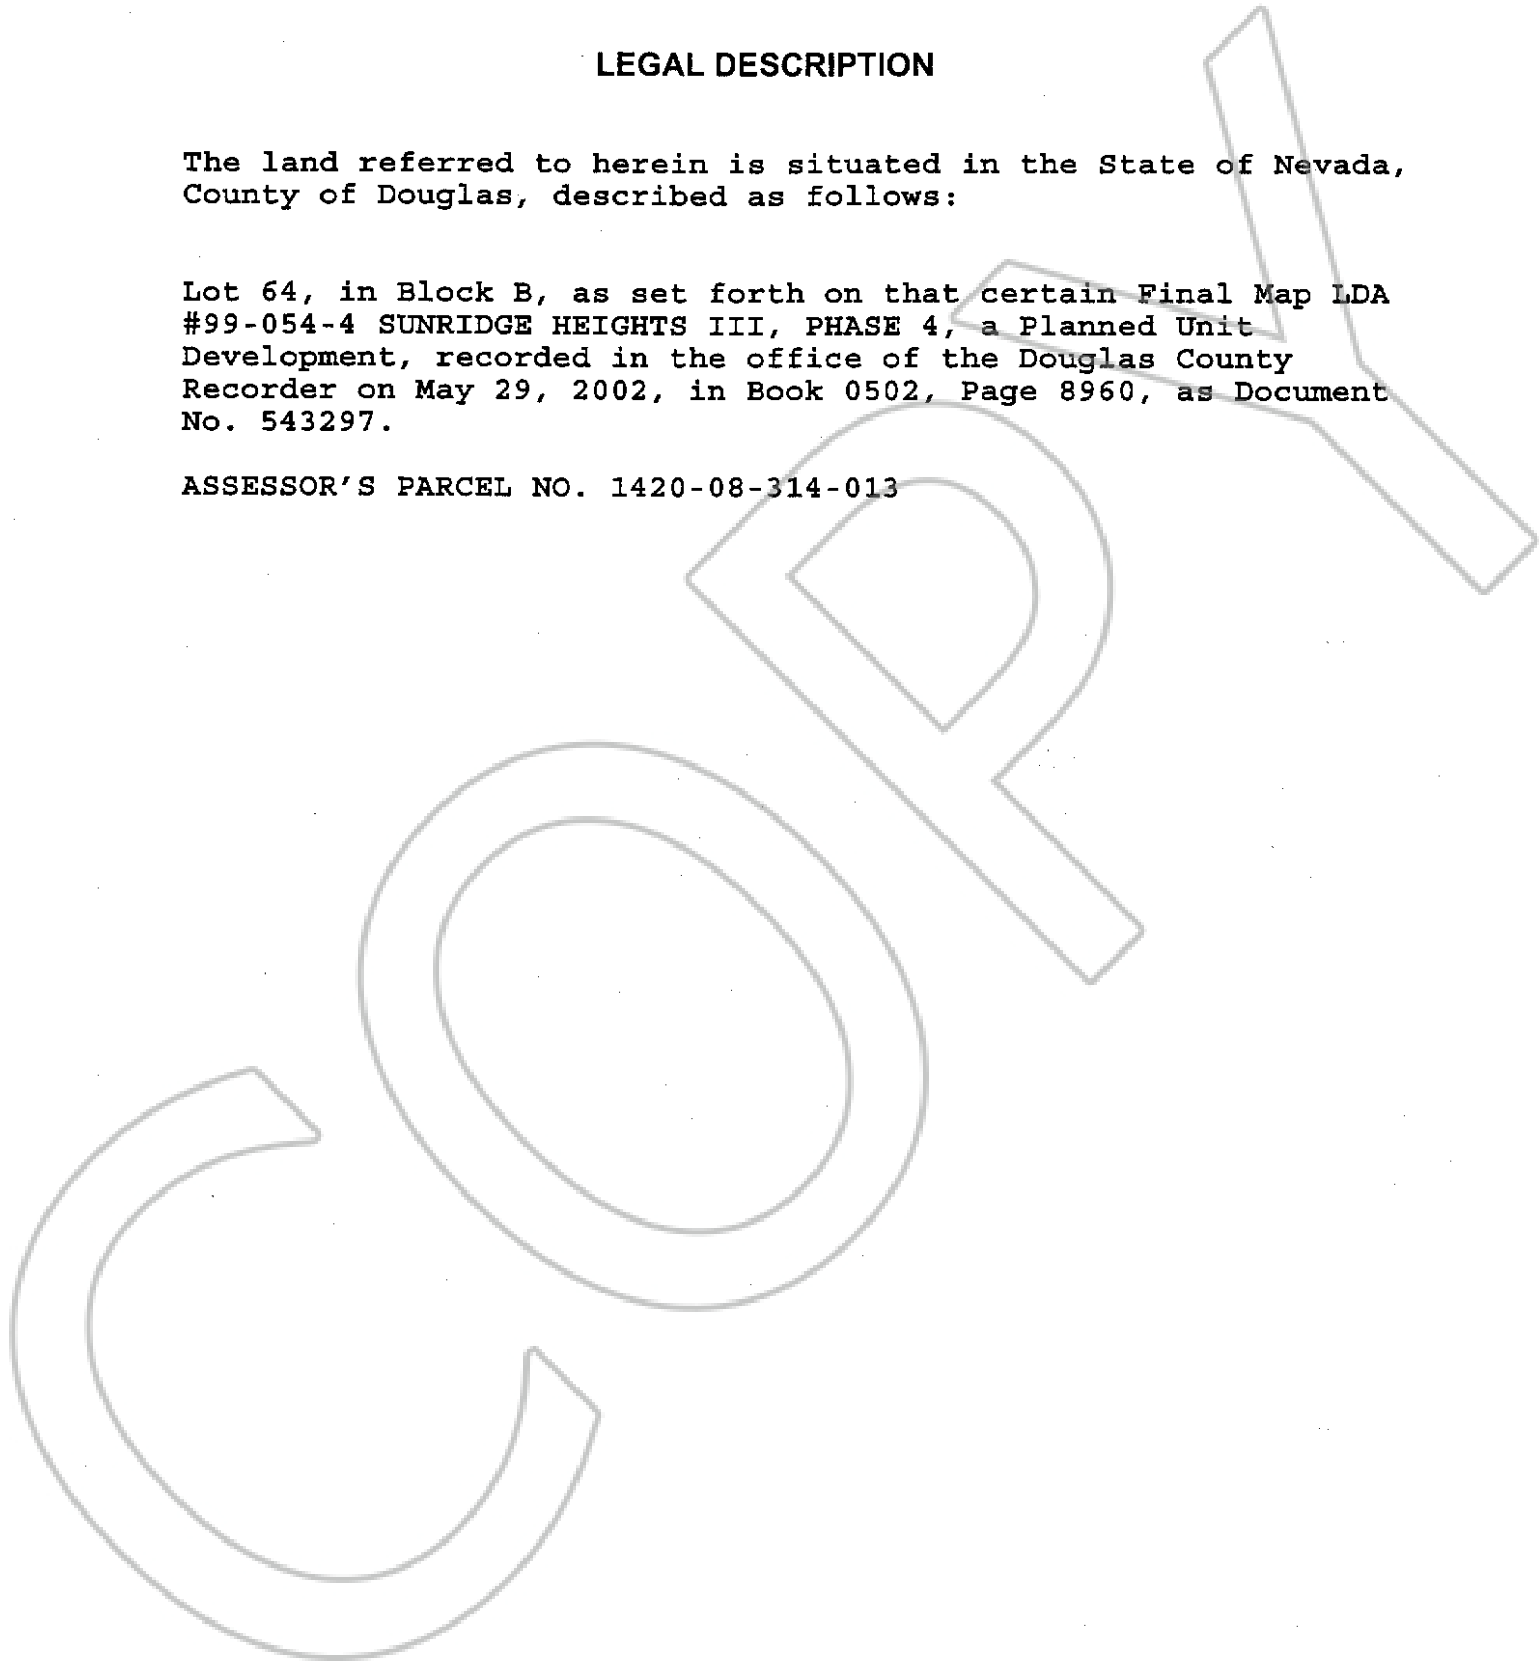 LEGAL DESCRIPTION
The land referred to herein is situated in the State of Nevada,
County of Douglas, described as follows:
Lot 64, in Block B, as set forth on that certain Final Map LDA
#99-054-4 SUNRIDGE HEIGHTS III, PHASE 4, a Planned Unit
Development, recorded in the office of the Douglas County
Recorder on May 29, 2002, in Book 0502, Page 8960, as Document
No. 543297.
ASSESSOR'S PARCEL NO. 1420-08-314-013
COPY